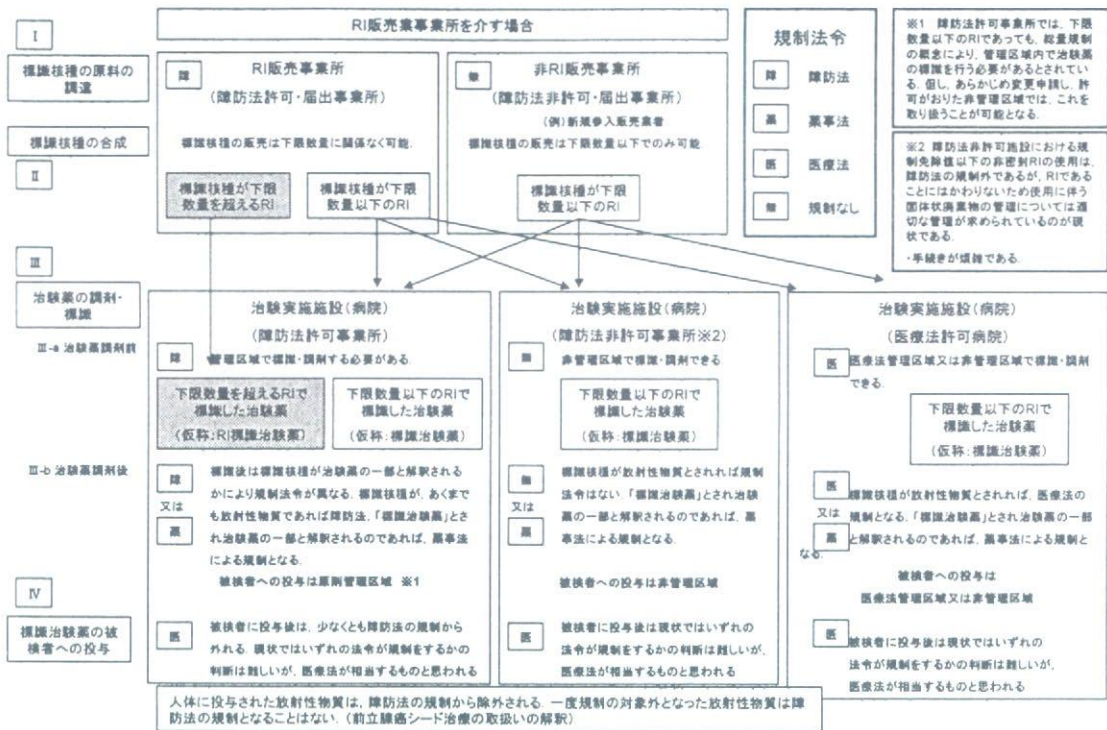 RI販売業事業所を介す場合
Ⅰ
標識核種の原料の
調達
標識核種の合成
Ⅱ
障
RI販売事業所
(障防法許可・届出事業所)
標識核種の販売は下限数量に関係なく可能.
標識核種が下限
数量を超えるRI
標識核種が下限
数量以下のRI
無
非RI販売事業所
(障防法非許可・届出事業所)
(例)新規参入販売業者
標識核種の販売は下限数量以下でのみ可能.
標識核種が下限
数量以下のRI
規制法令
障 障防法
薬 薬事法
医 医療法
無 規制なし
※1 障防法許可事業所では、下限
数量以下のRIであっても、総量規制
の概念により、管理区域内で治験薬
の標識を行う必要があるとされてい
る. 但し、あらかじめ変更申請し、許
可がおりた非管理区域では、これを
取り扱うことが可能となる.
※2 障防法非許可施設における規
制免除値以下の非密封RIの使用は、
障防法の規制外であるが、RIである
ことにはかわりないため使用に伴う
固体状廃棄物の管理については適
切な管理が求められているのが現
状である.
・手続きが煩雑である.
Ⅲ
治験薬の調剤・
標識
Ⅲ-a 治験薬調剤前
Ⅲ-b 治験薬調剤後
Ⅳ
標識治験薬の被
検者への投与
治験実施施設(病院)
(障防法許可事業所)
障
管理区域で標識・調剤する必要がある.
下限数量を超えるRIで
標識した治験薬
(仮称:RI標識治験薬)
下限数量以下のRIで
標識した治験薬
(仮称:標識治験薬)
障
又は
薬
標識後は標識核種が治験薬の一部と解釈される
かにより規制法令が異なる. 標識核種が、あくまで
も放射性物質であれば障防法、「標識治験薬」とさ
れ治験薬の一部と解釈されるのであれば、薬事法
による規制となる.
被検者への投与は原則管理区域 ※1
医
被検者に投与後は、少なくとも障防法の規制から
外れる. 現状ではいずれの法令が規制をするかの
判断は難しいが、医療法が相当するものと思われる
治験実施施設(病院)
(障防法非許可事業所※2)
無
非管理区域で標識・調剤できる.
下限数量以下のRIで
標識した治験薬
(仮称:標識治験薬)
無
又は
薬
標識核種が放射性物質とされれば規制
法令はない. 「標識治験薬」とされ治験
薬の一部と解釈されるのであれば、薬
事法による規制となる.
被検者への投与は非管理区域
医
被検者に投与後は現状ではいずれの
法令が規制をするかの判断は難しいが、
医療法が相当するものと思われる
治験実施施設(病院)
(医療法許可病院)
医
医療法管理区域又は非管理区域で標識・調剤
できる.
下限数量以下のRIで
標識した治験薬
(仮称:標識治験薬)
医
又は
薬
標識核種が放射性物質とされれば、医療法の
規制となる. 「標識治験薬」とされ治験薬の一部
と解釈されるのであれば、薬事法による規制と
なる.
被検者への投与は
医療法管理区域又は非管理区域
医
被検者に投与後は現状ではいずれの
法令が規制をするかの判断は難しいが、
医療法が相当するものと思われる
人体に投与された放射性物質は、障防法の規制から除外される. 一度規制の対象外となった放射性物質は障
防法の規制となることはない. (前立腺癌シード治療の取扱いの解釈)